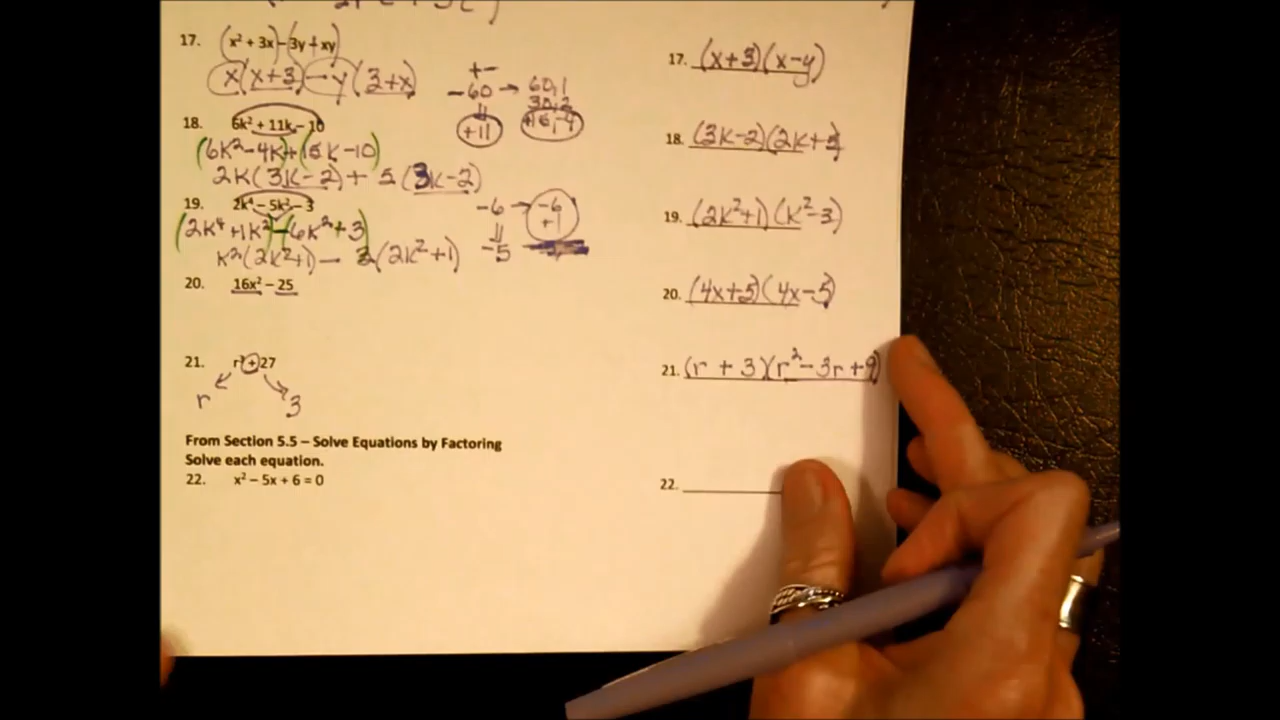 17. (x² + 3x) – (3y + xy)
x(x+3) – y(3+x)
+ –
-60 → 60,1
30,2
+11
+15,-4
17. (x+3)(x-y)
18. 6k² + 11k – 10
(6k²-4k)+(15k-10)
2k(3k-2) + 5(3k-2)
18. (3k-2)(2k+5)
19. 2k⁴ – 5k² – 3
(2k⁴+1k²)-(6k²+3)
k²(2k²+1) – 3(2k²+1)
-6 → -6
+1
-5
19. (2k²+1)(k²-3)
20. 16x² – 25
20. (4x+5)(4x-5)
21. r³ + 27
r 3
21. (r + 3)(r²-3r+9)
From Section 5.5 – Solve Equations by Factoring
Solve each equation.
22. x² – 5x + 6 = 0
22.